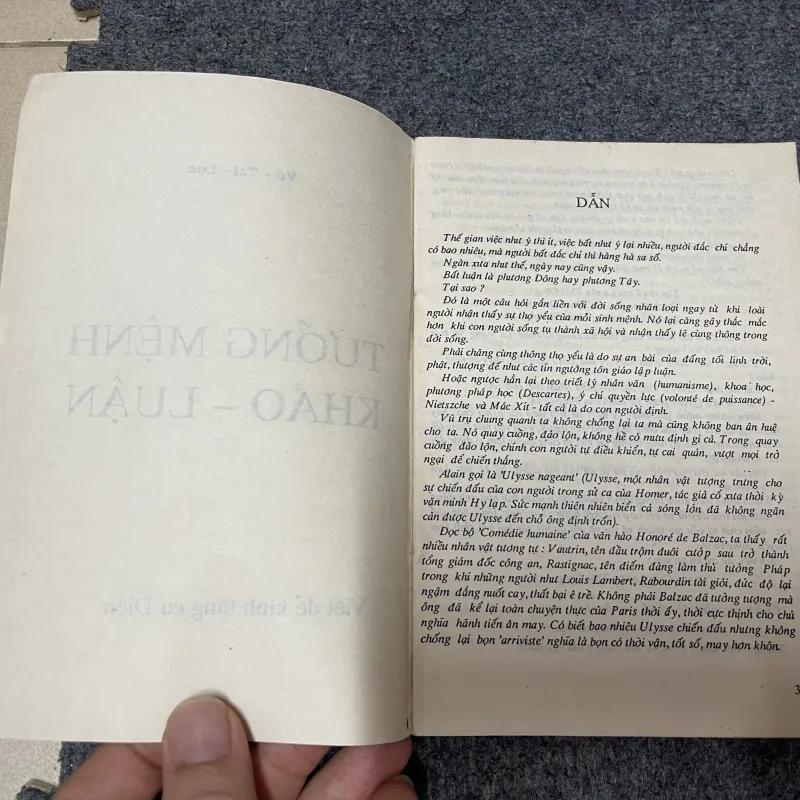 Vũ - Tài - Lục
TƯỚNG MỆNH
KHẢO - LUẬN
Viết để kính tặng cụ Diễn
DẪN
Thế gian việc như ý thì ít, việc bất như ý lại nhiều, người đắc chí chẳng
có bao nhiêu, mà người bất đắc chí thì hàng hà sa số.
Ngàn xưa như thế, ngày nay cũng vậy.
Bất luận là phương Đông hay phương Tây.
Tại sao ?
Đó là một câu hỏi gắn liền với đời sống nhân loại ngay từ khi loài
người nhận thấy sự thọ yểu của mỗi sinh mệnh. Nó lại càng gây thắc mắc
hơn khi con người sống tụ thành xã hội và nhận thấy lẽ cùng thông trong
đời sống.
Phải chăng cùng thông thọ yểu là do sự an bài của đấng tối linh trời,
phật, thượng đế như các tín ngưỡng tôn giáo lập luận.
Hoặc ngược hẳn lại theo triết lý nhân văn (humanisme), khoa học,
phương pháp học (Descartes), ý chí quyền lực (volonté de puissance) -
Nietszche và Mác Xít - tất cả là do con người định.
Vũ trụ chung quanh ta không chống lại ta mà cũng không ban ân huệ
cho ta. Nó quay cuồng, đảo lộn, không hề có mưu định gì cả. Trong quay
cuồng đảo lộn, chính con người tự điều khiển, tự cai quản, vượt mọi trở
ngại để chiến thắng.
Alain gọi là 'Ulysse nageant' (Ulysse, một nhân vật tượng trưng cho
sự chiến đấu của con người trong sử ca của Homer, tác giả cổ xưa thời kỳ
văn minh Hy lạp. Sức mạnh thiên nhiên biển cả sóng lớn đã không ngăn
cản được Ulysse đến chỗ ông định trốn).
Đọc bộ 'Comédie humaine' của văn hào Honoré de Balzac, ta thấy rất
nhiều nhân vật tương tự : Vautrin, tên đầu trộm đuôi cướp sau trở thành
tổng giám đốc công an, Rastignac, tên điếm đàng làm thủ tướng Pháp
trong khi những người như Louis Lambert, Rabourdin tài giỏi, đức độ lại
ngậm đắng nuốt cay, thất bại ê trề. Không phải Balzac đã tưởng tượng mà
ông đã kể lại toàn chuyện thực của Paris thời ấy, thời cực thịnh cho chủ
nghĩa hãnh tiến ăn may. Có biết bao nhiêu Ulysse chiến đấu nhưng không
chống lại bọn 'arriviste' nghĩa là bọn có thời vận, tốt số, may hơn khôn.
3